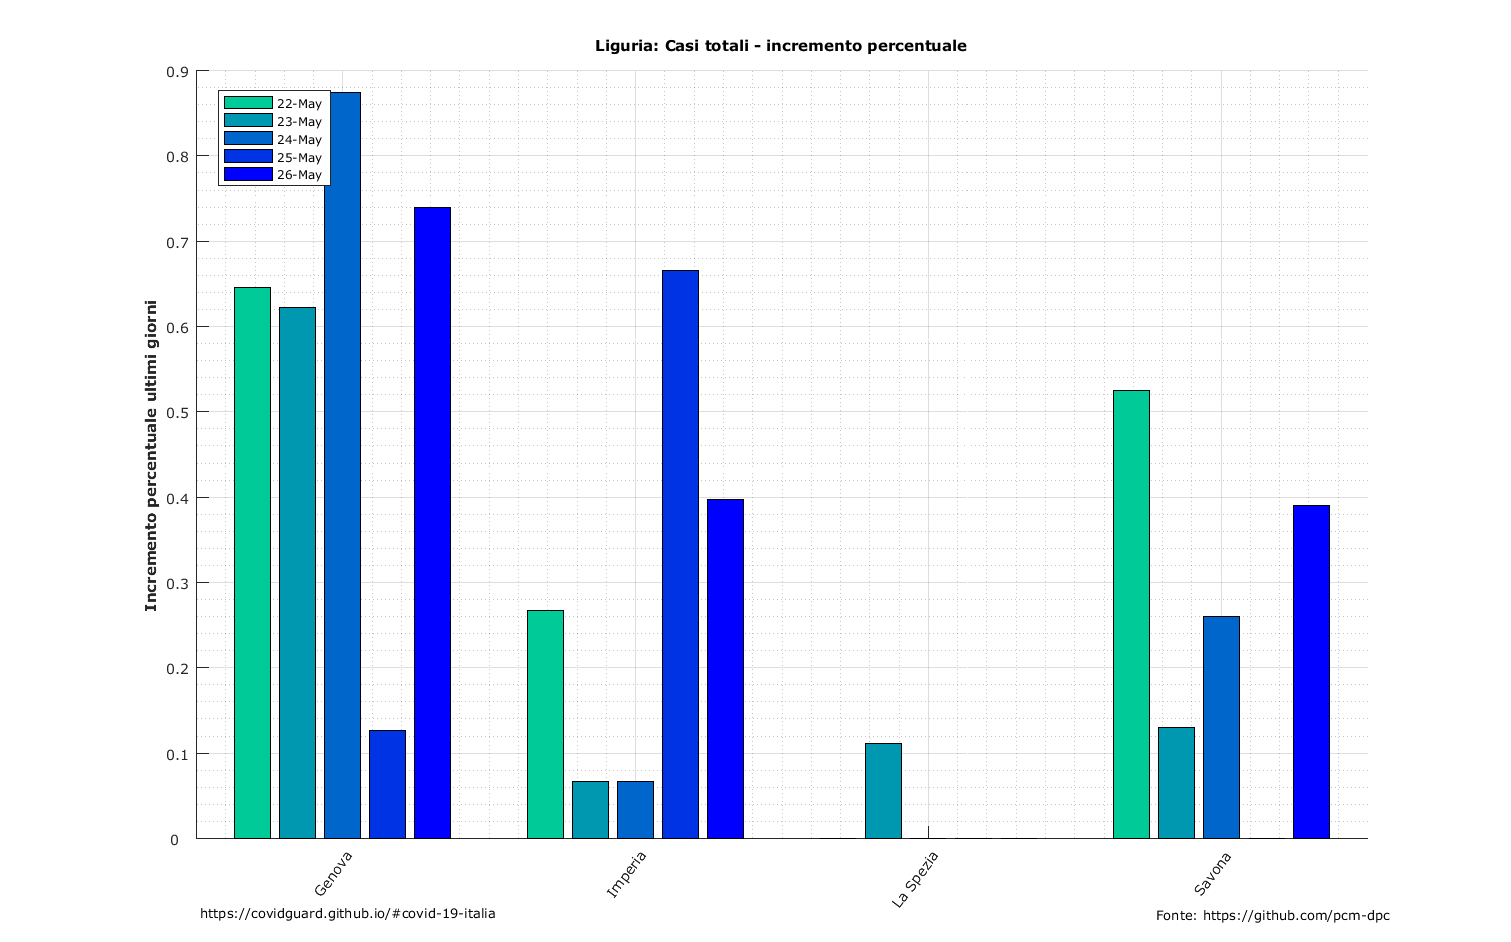 Liguria: Casi totali - incremento percentuale
Incremento percentuale ultimi giorni
0.9
0.8
0.7
0.6
0.5
0.4
0.3
0.2
0.1
0
22-May
23-May
24-May
25-May
26-May
Genova
Imperia
La Spezia
Savona
https://covidguard.github.io/#covid-19-italia
Fonte: https://github.com/pcm-dpc